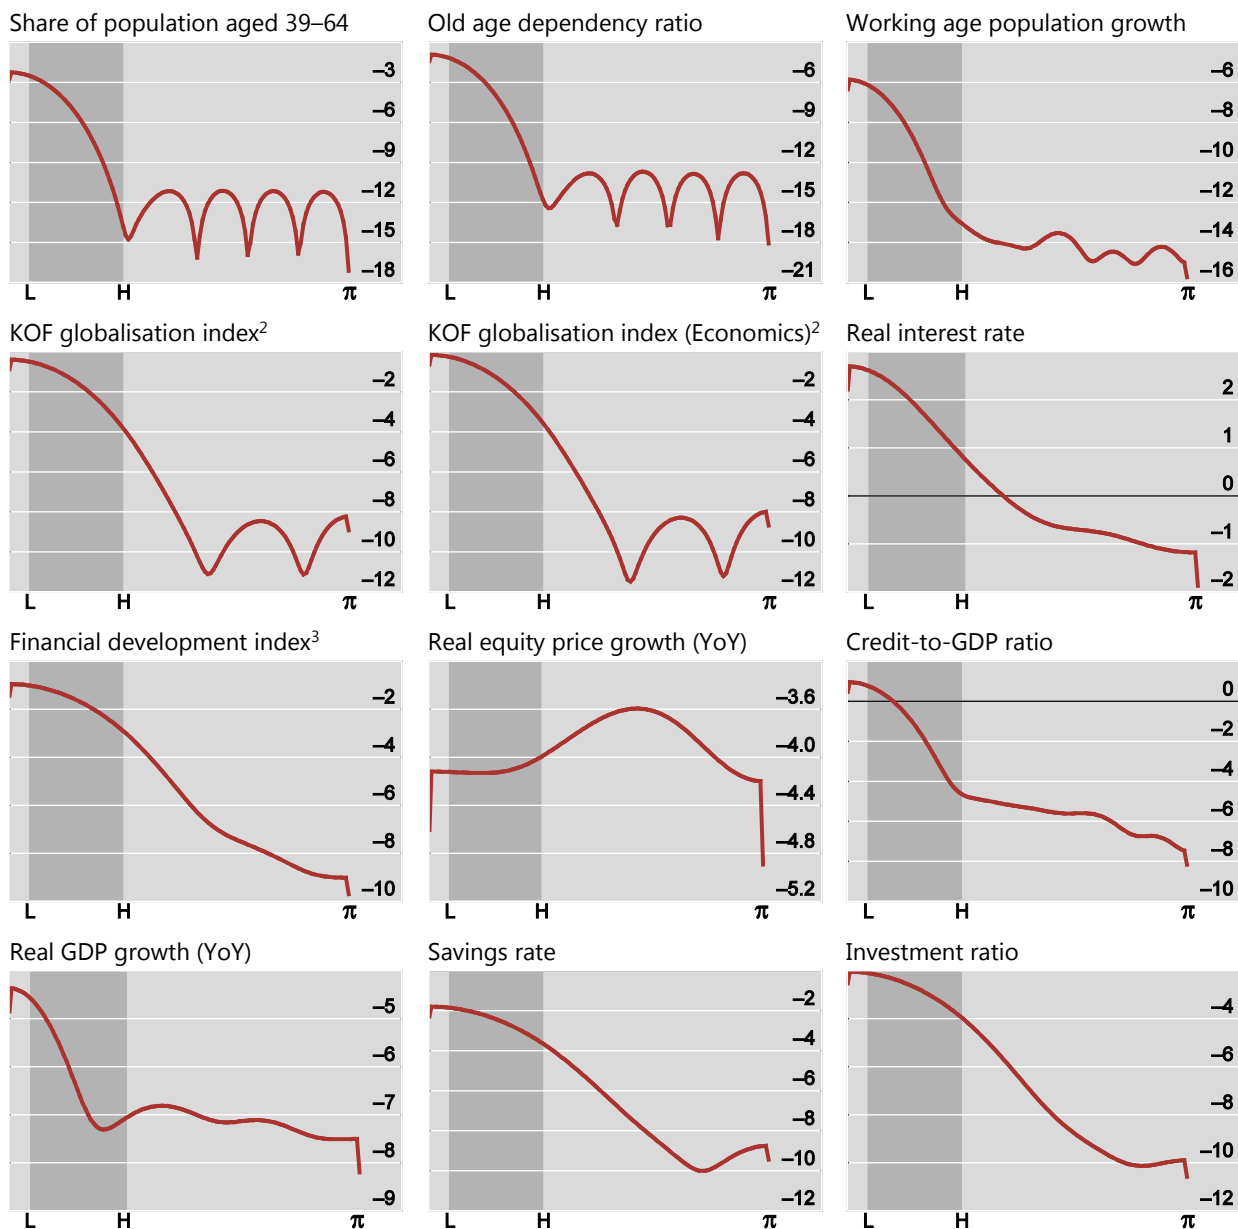 Share of population aged 39–64
Old age dependency ratio
Working age population growth
–3
–6
–9
–12
–15
–18
L H π
–6
–9
–12
–15
–18
–21
L H π
–6
–8
–10
–12
–14
–16
L H π
KOF globalisation index²
KOF globalisation index (Economics)²
Real interest rate
–2
–4
–6
–8
–10
–12
L H π
–2
–4
–6
–8
–10
–12
L H π
2
1
0
–1
–2
L H π
Financial development index³
Real equity price growth (YoY)
Credit-to-GDP ratio
–2
–4
–6
–8
–10
L H π
–3.6
–4.0
–4.4
–4.8
–5.2
L H π
0
–2
–4
–6
–8
–10
L H π
Real GDP growth (YoY)
Savings rate
Investment ratio
–5
–6
–7
–8
–9
L H π
–2
–4
–6
–8
–10
–12
L H π
–4
–6
–8
–10
–12
L H π